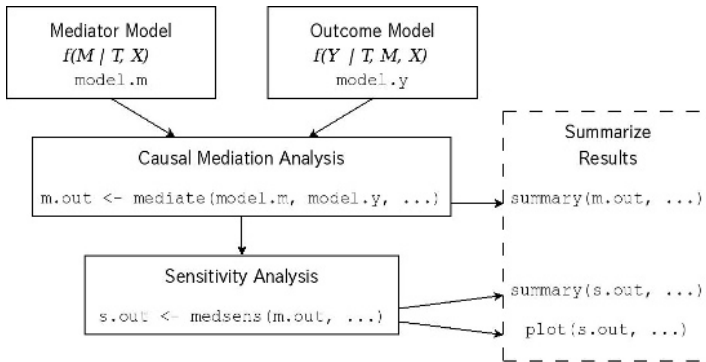 Mediator Model
f(M | T, X)
model.m
Outcome Model
f(Y | T, M, X)
model.y
Causal Mediation Analysis
m.out <- mediate(model.m, model.y, ...)
Sensitivity Analysis
s.out <- medsens(m.out, ...)
Summarize
Results
summary(m.out, ...)
summary(s.out, ...)
plot(s.out, ...)